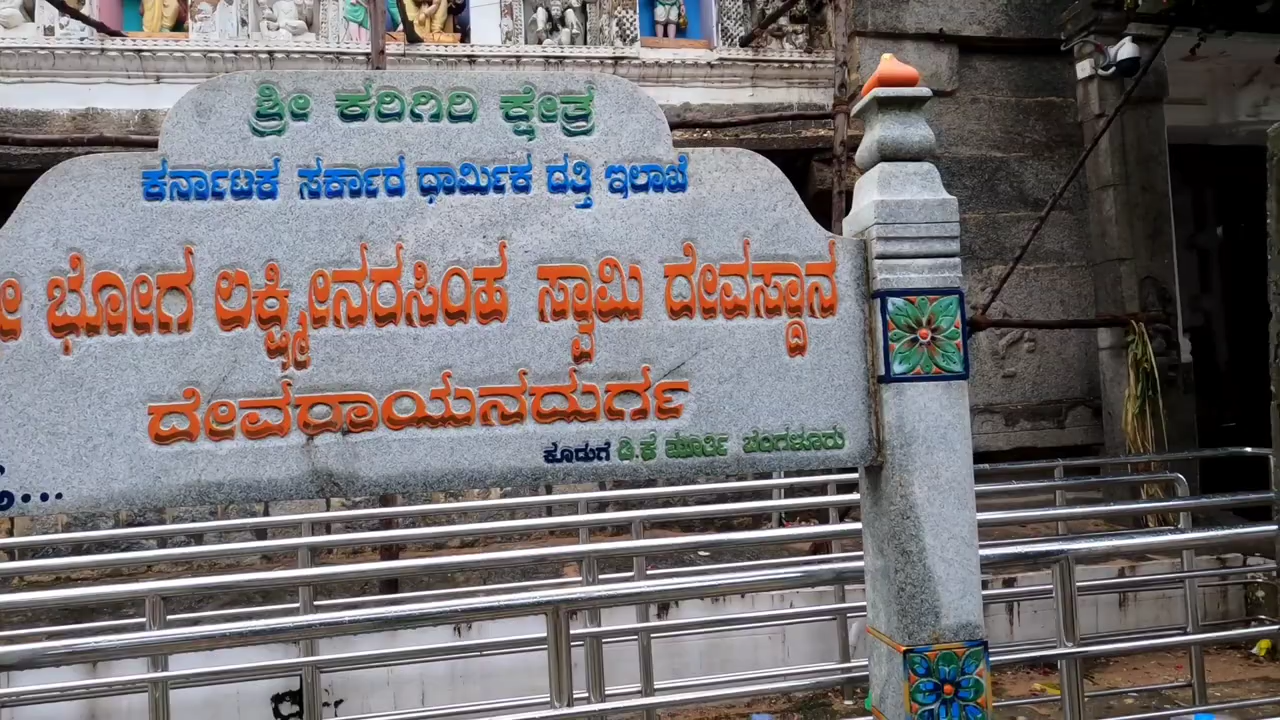 ಶ್ರೀ ಕರಿಗಿರಿ ಕ್ಷೇತ್ರ
ಕರ್ನಾಟಕ ಸರ್ಕಾರ ಧಾರ್ಮಿಕ ದತ್ತಿ ಇಲಾಖೆ
ಭೋಗ ಲಕ್ಷ್ಮೀನರಸಿಂಹ ಸ್ವಾಮಿ ದೇವಸ್ಥಾನ
ದೇವರಾಯನದುರ್ಗ
ಕೊಡುಗೆ ಡಿ.ಕೆ ಮೂರ್ತಿ ಬೆಂಗಳೂರು